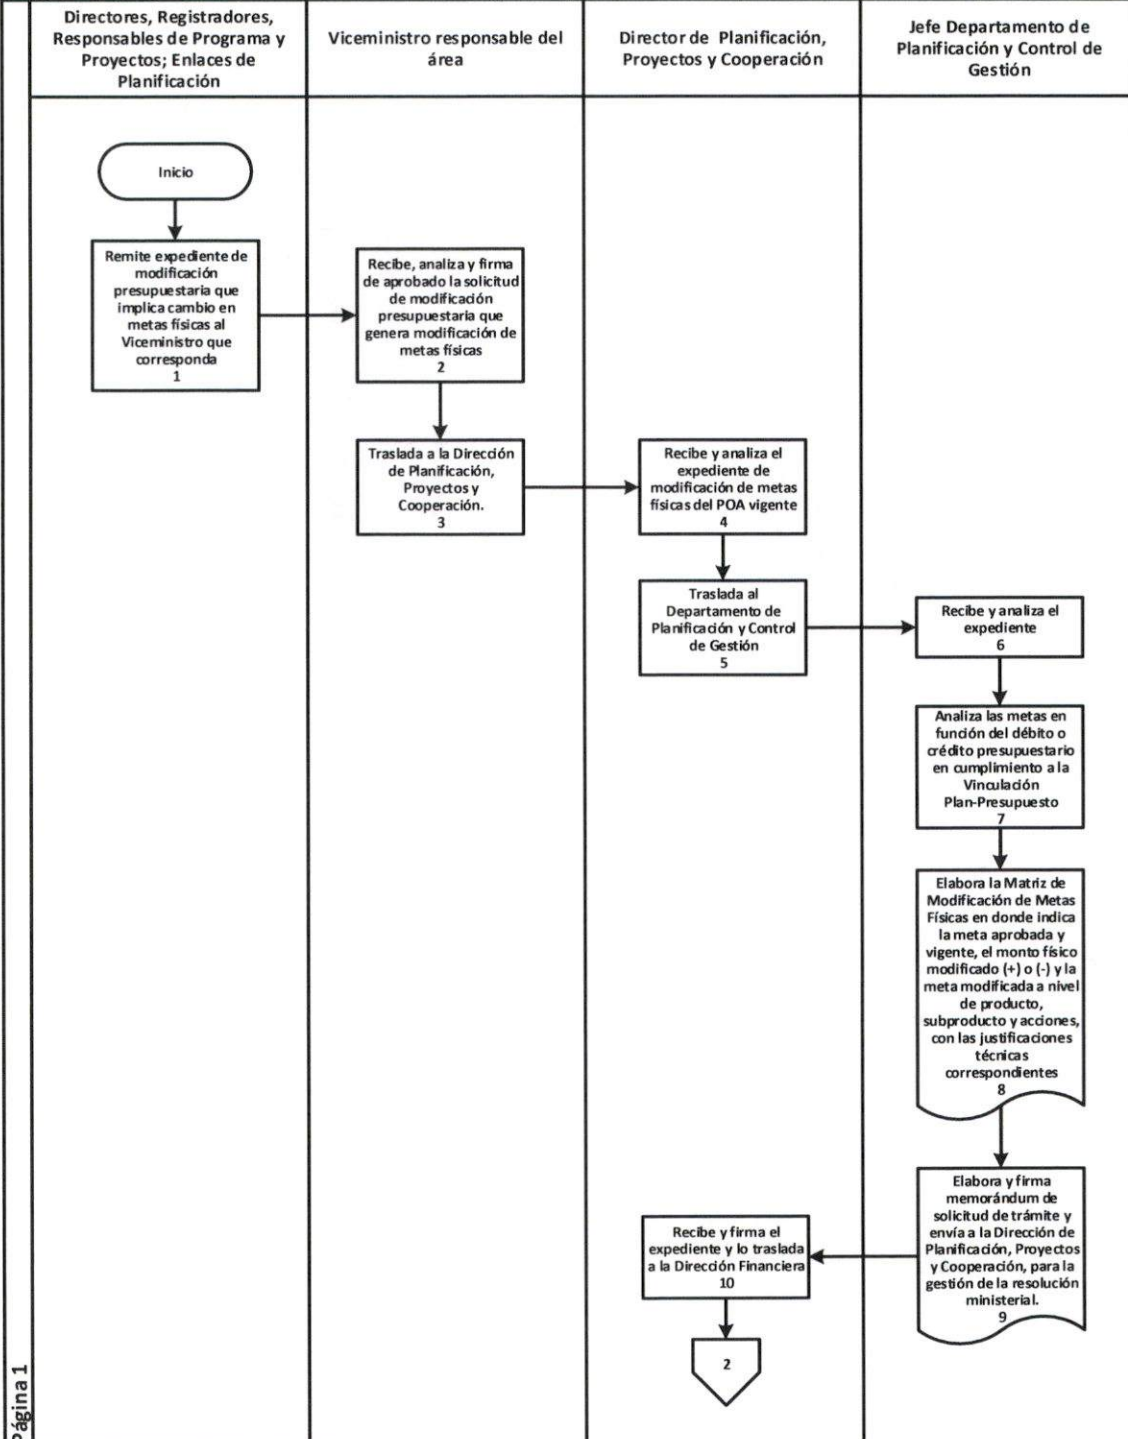 Directores, Registradores,
Responsables de Programa y
Proyectos; Enlaces de
Planificación
Viceministro responsable del
área
Director de Planificación,
Proyectos y Cooperación
Jefe Departamento de
Planificación y Control de
Gestión
Inicio
Remite expediente de
modificación
presupuestaria que
implica cambio en
metas físicas al
Viceministro que
corresponda
1
Recibe, analiza y firma
de aprobado la solicitud
de modificación
presupuestaria que
genera modificación de
metas físicas
2
Traslada a la Dirección
de Planificación,
Proyectos y
Cooperación.
3
Recibe y analiza el
expediente de
modificación de metas
físicas del POA vigente
4
Traslada al
Departamento de
Planificación y Control
de Gestión
5
Recibe y analiza el
expediente
6
Analiza las metas en
función del débito o
crédito presupuestario
en cumplimiento a la
Vinculación
Plan-Presupuesto
7
Elabora la Matriz de
Modificación de Metas
Físicas en donde indica
la meta aprobada y
vigente, el monto físico
modificado (+) o (-) y la
meta modificada a nivel
de producto,
subproducto y acciones,
con las justificaciones
técnicas
correspondientes
8
Elabora y firma
memorándum de
solicitud de trámite y
envía a la Dirección de
Planificación, Proyectos
y Cooperación, para la
gestión de la resolución
ministerial.
9
Recibe y firma el
expediente y lo traslada
a la Dirección Financiera
10
2
Página 1